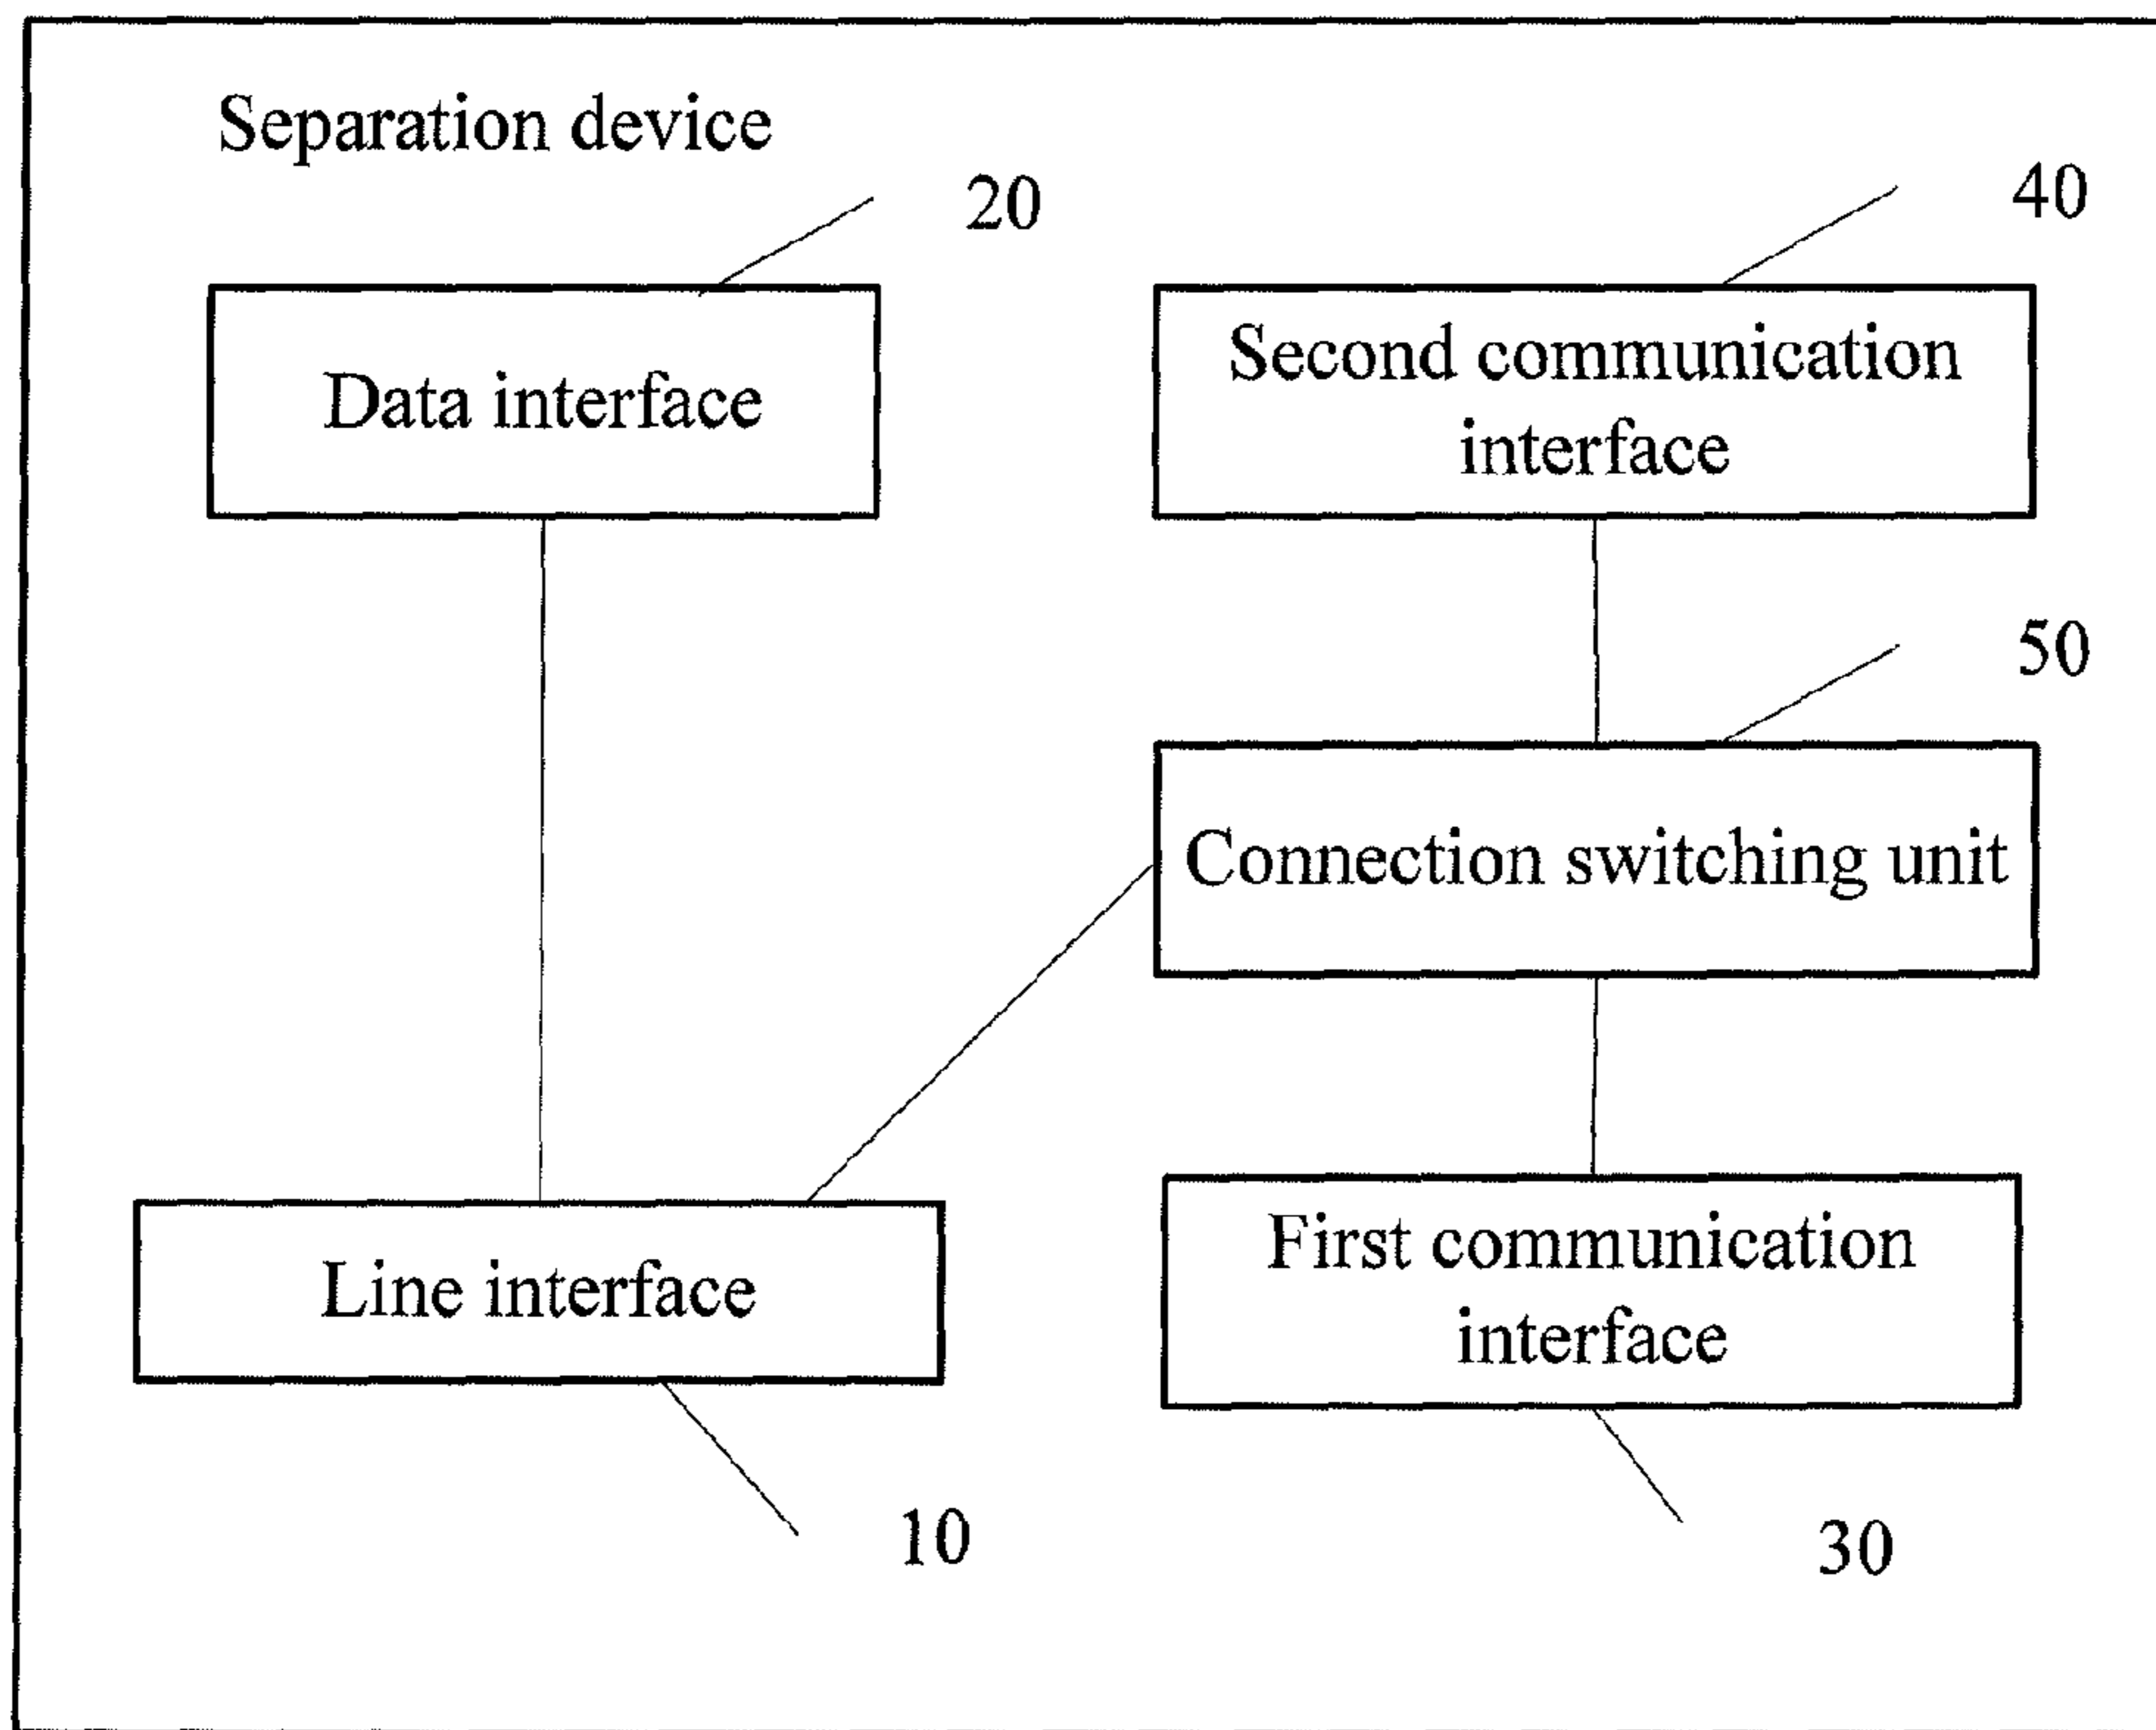 Separation device
20
40
Data interface
Second communication
interface
50
Connection switching unit
Line interface
First communication
interface
10
30